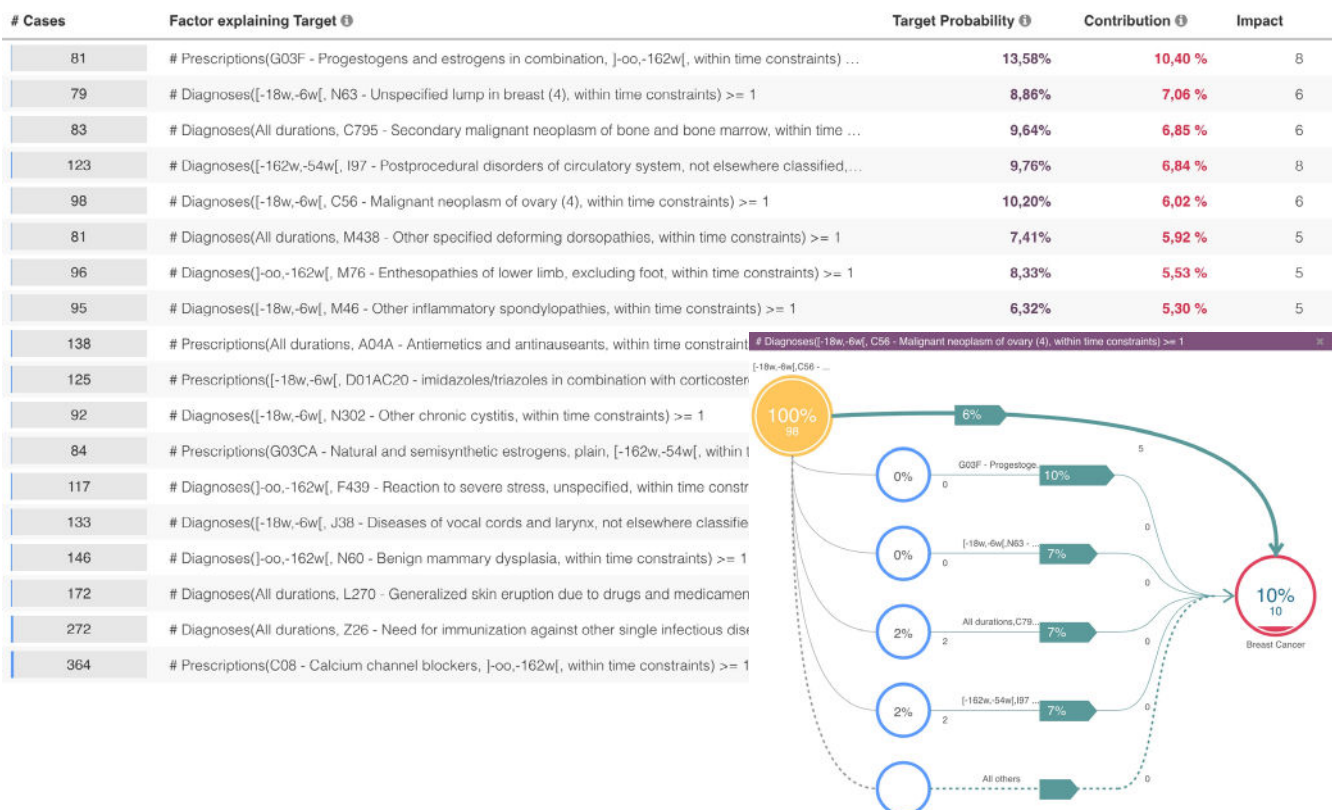 # Cases Factor explaining Target Target Probability Contribution Impact
81 # Prescriptions(G03F - Progestogens and estrogens in combination, ]-oo,-162w[, within time constraints) ... 13,58% 10,40 % 8
79 # Diagnoses([-18w,-6w[, N63 - Unspecified lump in breast (4), within time constraints) >= 1 8,86% 7,06 % 6
83 # Diagnoses(All durations, C795 - Secondary malignant neoplasm of bone and bone marrow, within time ... 9,64% 6,85 % 6
123 # Diagnoses([-162w,-54w[, I97 - Postprocedural disorders of circulatory system, not elsewhere classified,... 9,76% 6,84 % 8
98 # Diagnoses([-18w,-6w[, C56 - Malignant neoplasm of ovary (4), within time constraints) >= 1 10,20% 6,02 % 6
81 # Diagnoses(All durations, M438 - Other specified deforming dorsopathies, within time constraints) >= 1 7,41% 5,92 % 5
96 # Diagnoses(]-oo,-162w[, M76 - Enthesopathies of lower limb, excluding foot, within time constraints) >= 1 8,33% 5,53 % 5
95 # Diagnoses([-18w,-6w[, M46 - Other inflammatory spondylopathies, within time constraints) >= 1 6,32% 5,30 % 5
138 # Prescriptions(All durations, A04A - Antiemetics and antinauseants, within time constraint
125 # Prescriptions([-18w,-6w[, D01AC20 - imidazoles/triazoles in combination with corticoster
92 # Diagnoses([-18w,-6w[, N302 - Other chronic cystitis, within time constraints) >= 1
84 # Prescriptions(G03CA - Natural and semisynthetic estrogens, plain, [-162w,-54w[, within t
117 # Diagnoses(]-oo,-162w[, F439 - Reaction to severe stress, unspecified, within time constr
133 # Diagnoses([-18w,-6w[, J38 - Diseases of vocal cords and larynx, not elsewhere classifie
146 # Diagnoses(]-oo,-162w[, N60 - Benign mammary dysplasia, within time constraints) >= 1
172 # Diagnoses(All durations, L270 - Generalized skin eruption due to drugs and medicamen
272 # Diagnoses(All durations, Z26 - Need for immunization against other single infectious dise
364 # Prescriptions(C08 - Calcium channel blockers, ]-oo,-162w[, within time constraints) >= 1
# Diagnoses([-18w,-6w[, C56 - Malignant neoplasm of ovary (4), within time constraints) >= 1
[-18w,-6w[,C56 - ...
100%
98
6%
5
0% 0 G03F - Progestoge... 10%
0
0% 0 [-18w,-6w[,N63 - ... 7%
0
2% 2 All durations,C79... 7%
0
2% 2 [-162w,-54w[,I97 ... 7%
0
All others
0
10%
10
Breast Cancer